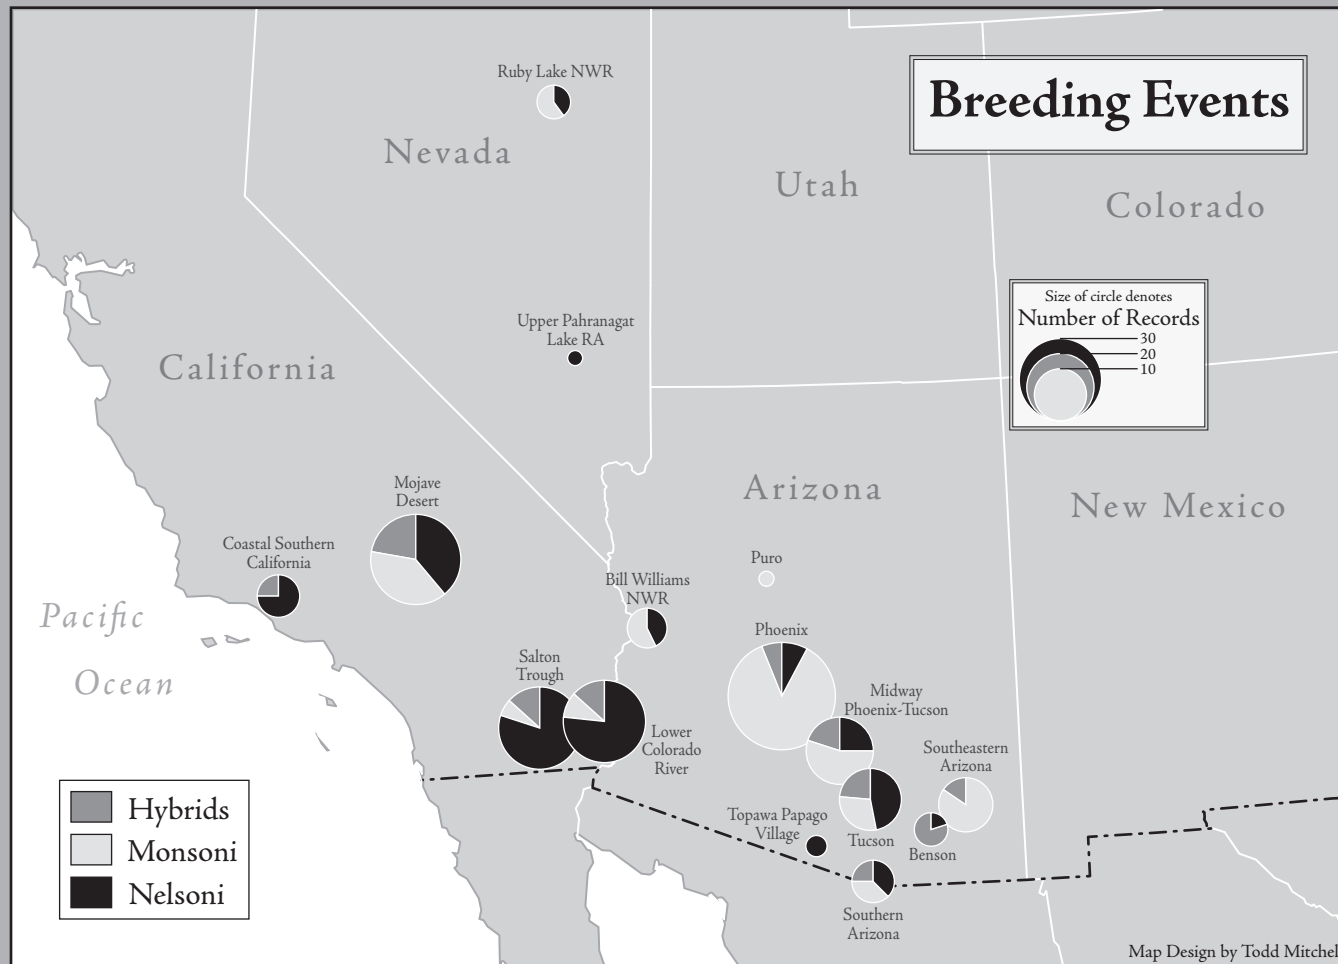 Ruby Lake NWR
Breeding Events
Nevada
Utah
Colorado
Size of circle denotes
Number of Records
30
20
10
Upper Pahranagat
Lake RA
California
Mojave
Desert
Arizona
New Mexico
Coastal Southern
California
Puro
Bill Williams
NWR
Pacific
Ocean
Phoenix
Salton
Trough
Midway
Phoenix-Tucson
Lower
Colorado
River
Southeastern
Arizona
Hybrids
Monsoni
Nelsoni
Topawa Papago
Village
Tucson
Benson
Southern
Arizona
Map Design by Todd Mitchel